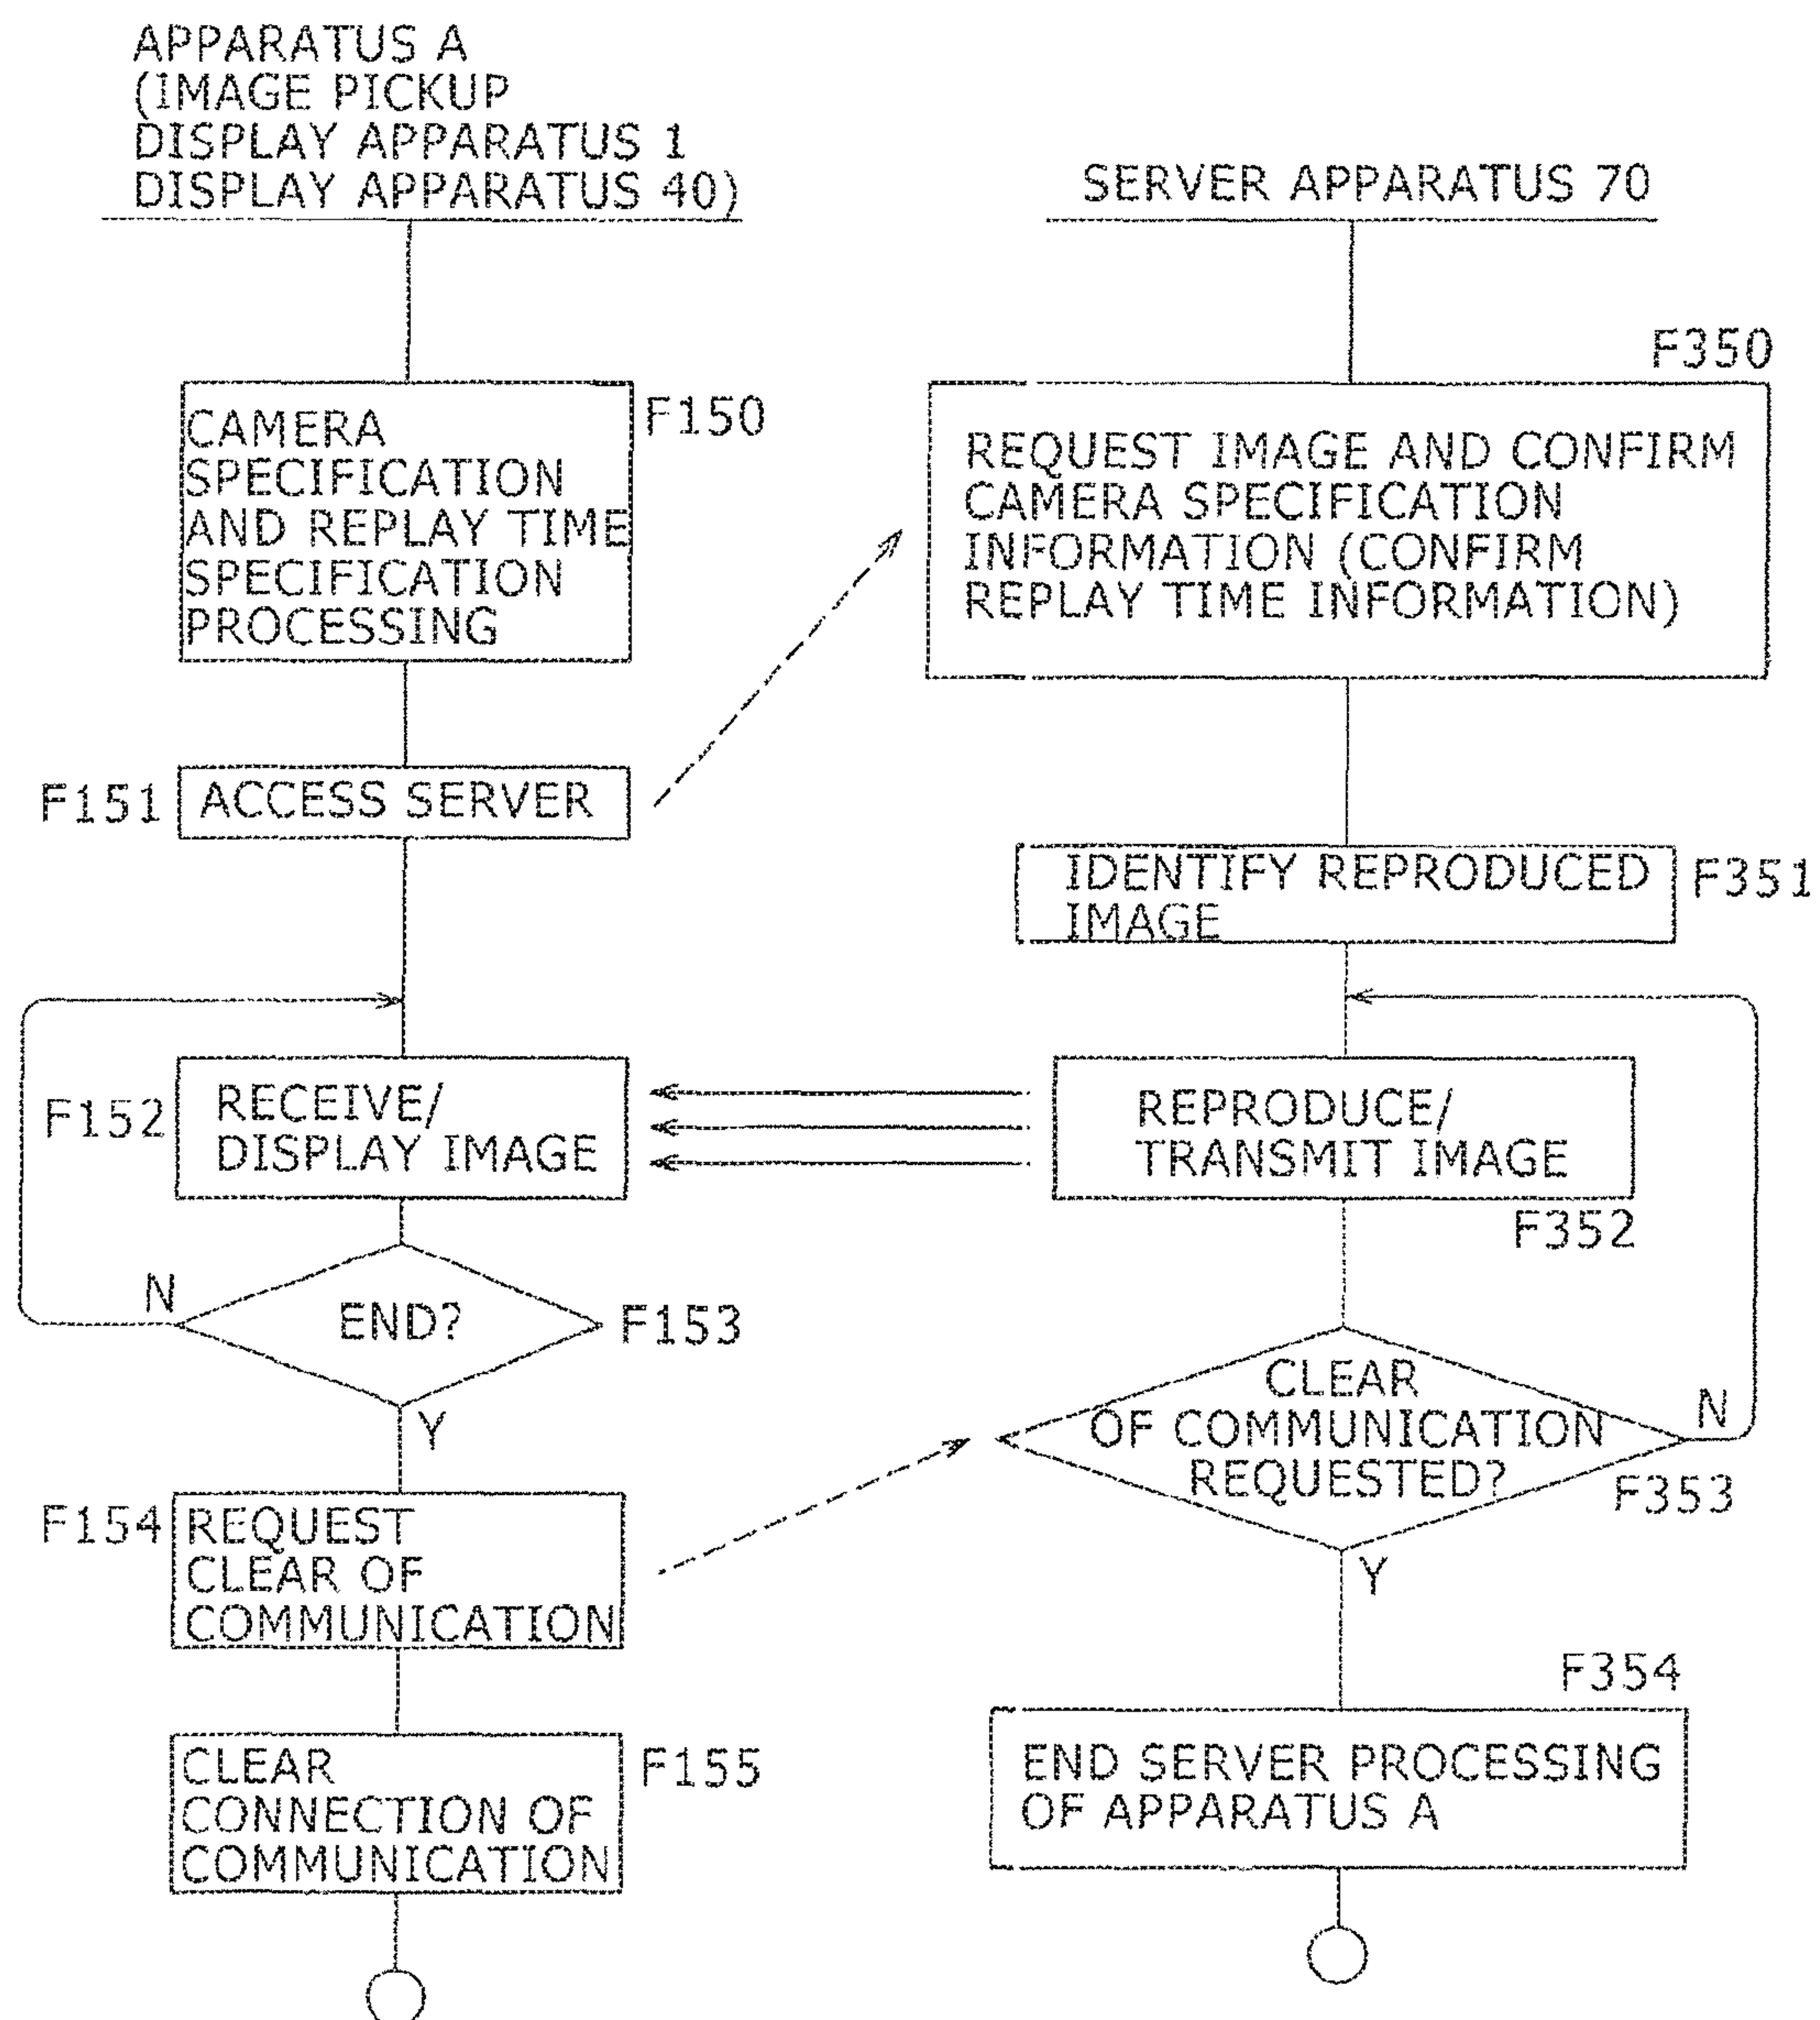 APPARATUS A
(IMAGE PICKUP
DISPLAY APPARATUS 1
DISPLAY APPARATUS 40)
CAMERA
SPECIFICATION
AND REPLAY TIME
SPECIFICATION
PROCESSING
F150
F151
ACCESS SERVER
F152
RECEIVE/
DISPLAY IMAGE
N
END?
F153
Y
F154
REQUEST
CLEAR OF
COMMUNICATION
CLEAR
CONNECTION OF
COMMUNICATION
F155
SERVER APPARATUS 70
F350
REQUEST IMAGE AND CONFIRM
CAMERA SPECIFICATION
INFORMATION (CONFIRM
REPLAY TIME INFORMATION)
IDENTIFY REPRODUCED
IMAGE
F351
REPRODUCE/
TRANSMIT IMAGE
F352
CLEAR
OF COMMUNICATION
REQUESTED?
N
F353
Y
F354
END SERVER PROCESSING
OF APPARATUS A